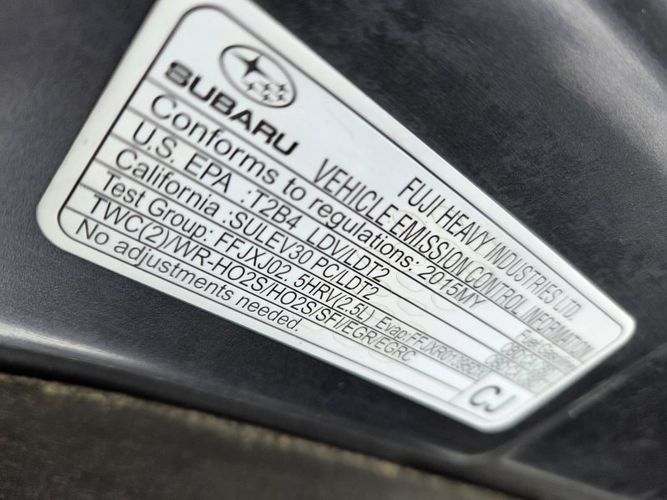 SUBARU
FUJI HEAVY INDUSTRIES LTD.
VEHICLE EMISSION CONTROL INFORMATION
Conforms to regulations: 2015MY
U.S. EPA :T2B4 LDV/LDT2
California :SULEV30 PC/LDT2
Test Group: FFJXJ02.5HRV(2.5L) Evap:
TWC(2)/WR-HO2S/HO2S/SFI/EGR/EGRC
No adjustments needed.
CJ